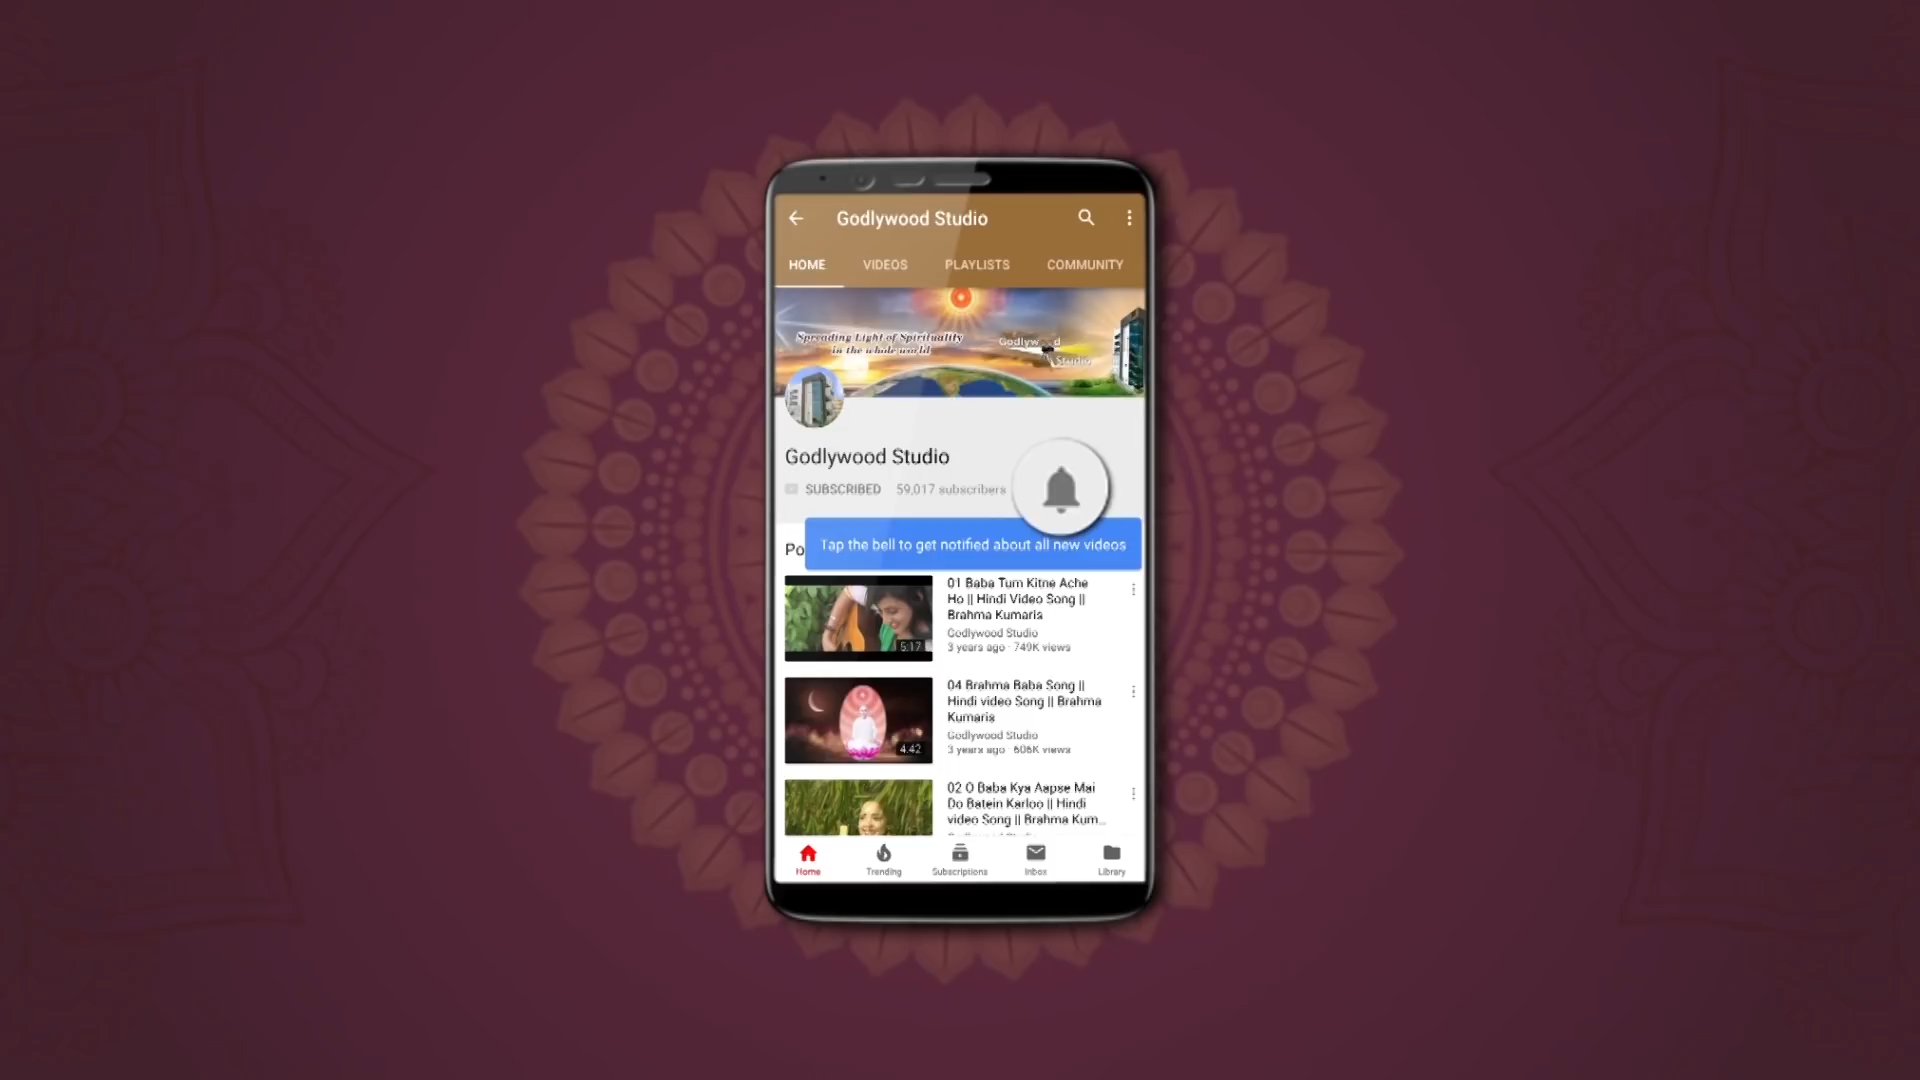 Godlywood Studio
HOME VIDEOS PLAYLISTS COMMUNITY
Spreading Light of Spirituality
in the whole world
Godlyw d
Studio
Godlywood Studio
SUBSCRIBED 59,017 subscribers
Po
Tap the bell to get notified about all new videos
01 Baba Tum Kitne Ache
Ho || Hindi Video Song ||
Brahma Kumaris
Godlywood Studio
3 years ago · 749K views
5:17
04 Brahma Baba Song ||
Hindi video Song || Brahma
Kumaris
Godlywood Studio
3 years ago · 606K views
4:42
02 O Baba Kya Aapse Mai
Do Batein Karloo || Hindi
video Song || Brahma Kum...
Home Trending Subscriptions Inbox Library